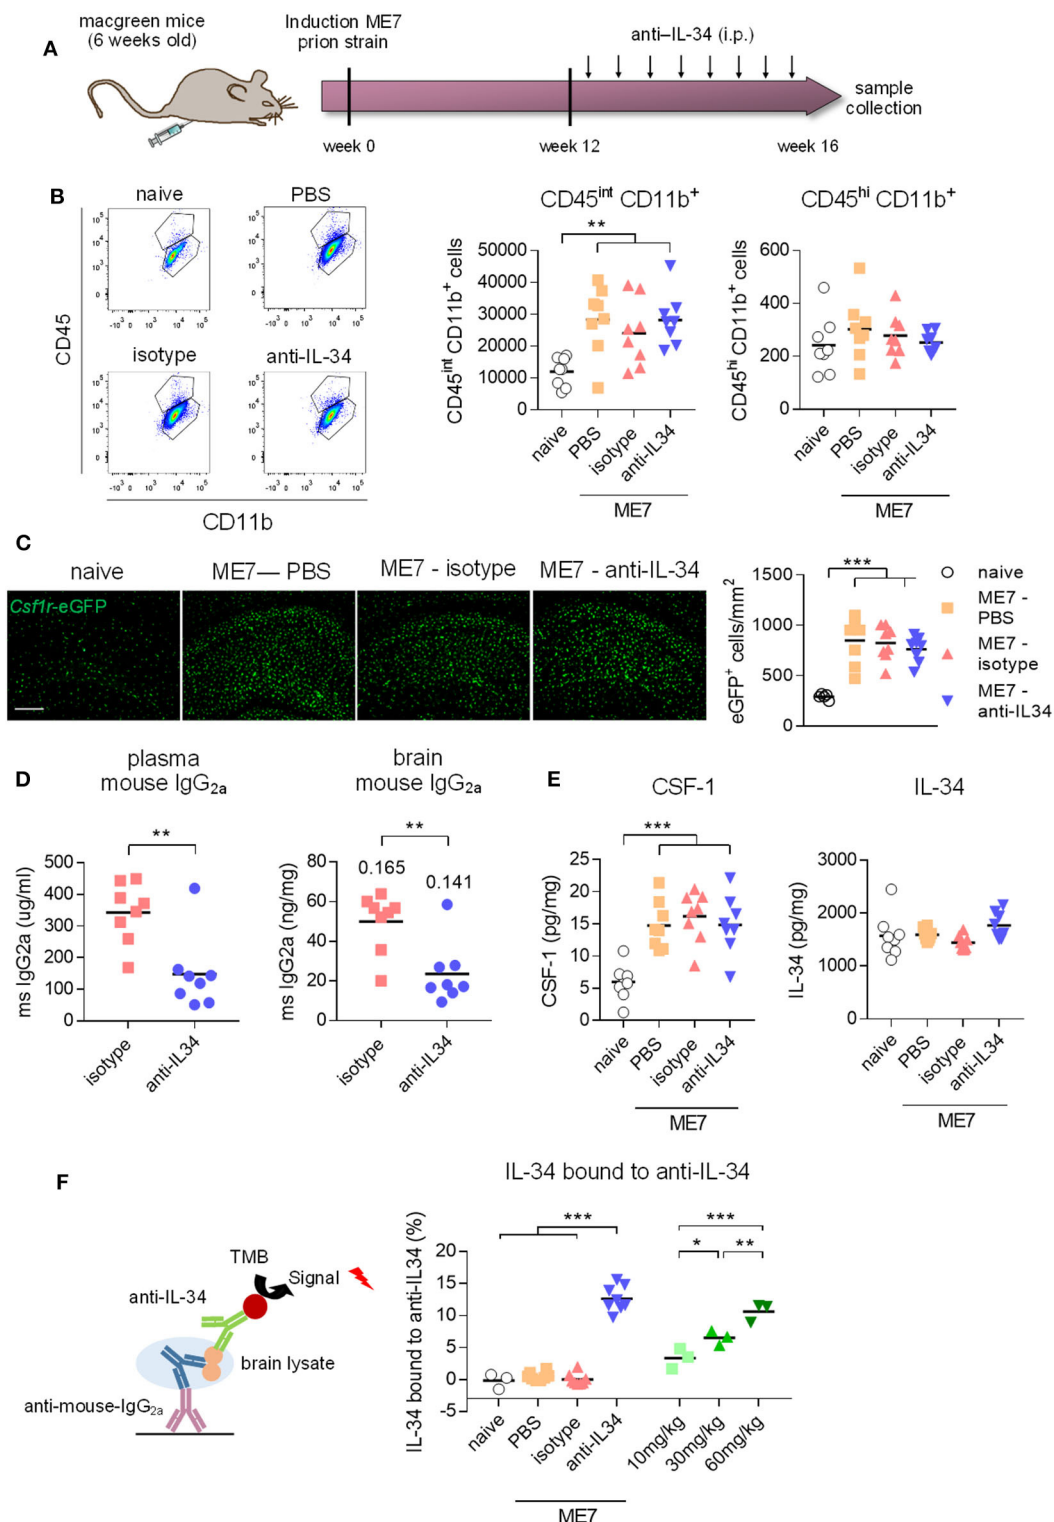 A
macgreen mice
(6 weeks old)
Induction ME7
prion strain
anti–IL-34 (i.p.)
sample
collection
week 0
week 12
week 16
B
naive
PBS
isotype
anti-IL-34
CD45
CD11b
10⁵
10⁴
10³
0
-10³ 0 10³ 10⁴ 10⁵
CD45int CD11b+
CD45int CD11b+ cells
50000
40000
30000
20000
10000
0
**
naive
PBS
isotype
anti-IL34
ME7
CD45hi CD11b+
CD45hi CD11b+ cells
600
400
200
0
naive
PBS
isotype
anti-IL34
ME7
C
naive
ME7— PBS
ME7 - isotype
ME7 - anti-IL-34
Csf1r-eGFP
eGFP+ cells/mm²
1500
1000
500
0
***
naive
ME7 -
PBS
ME7 -
isotype
ME7 -
anti-IL34
D
plasma
mouse IgG₂ₐ
ms IgG2a (ug/ml)
500
400
300
200
100
0
**
isotype
anti-IL34
brain
mouse IgG₂ₐ
ms IgG2a (ng/mg)
80
60
40
20
0
**
0.165
0.141
isotype
anti-IL34
E
CSF-1
CSF-1 (pg/mg)
25
20
15
10
5
0
***
naive
PBS
isotype
anti-IL34
ME7
IL-34
IL-34 (pg/mg)
3000
2000
1000
0
naive
PBS
isotype
anti-IL34
ME7
F
TMB
Signal
anti-IL-34
brain lysate
anti-mouse-IgG₂ₐ
IL-34 bound to anti-IL-34
IL-34 bound to anti-IL34 (%)
20
15
10
5
0
-5
***
***
*
**
naive
PBS
isotype
anti-IL34
10mg/kg
30mg/kg
60mg/kg
ME7